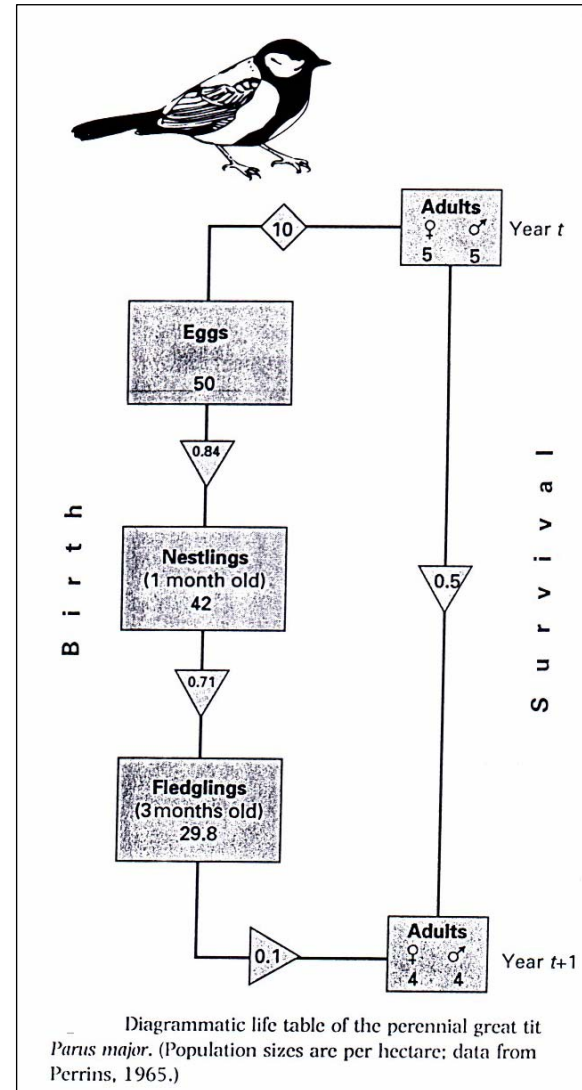 Adults
♀ ♂
5 5
Year t
10
Eggs
50
0.84
Nestlings
(1 month old)
42
0.71
Fledglings
(3 months old)
29.8
0.1
0.5
Adults
♀ ♂
4 4
Year t+1
Birth
Survival
Diagrammatic life table of the perennial great tit
Parus major. (Population sizes are per hectare; data from
Perrins, 1965.)